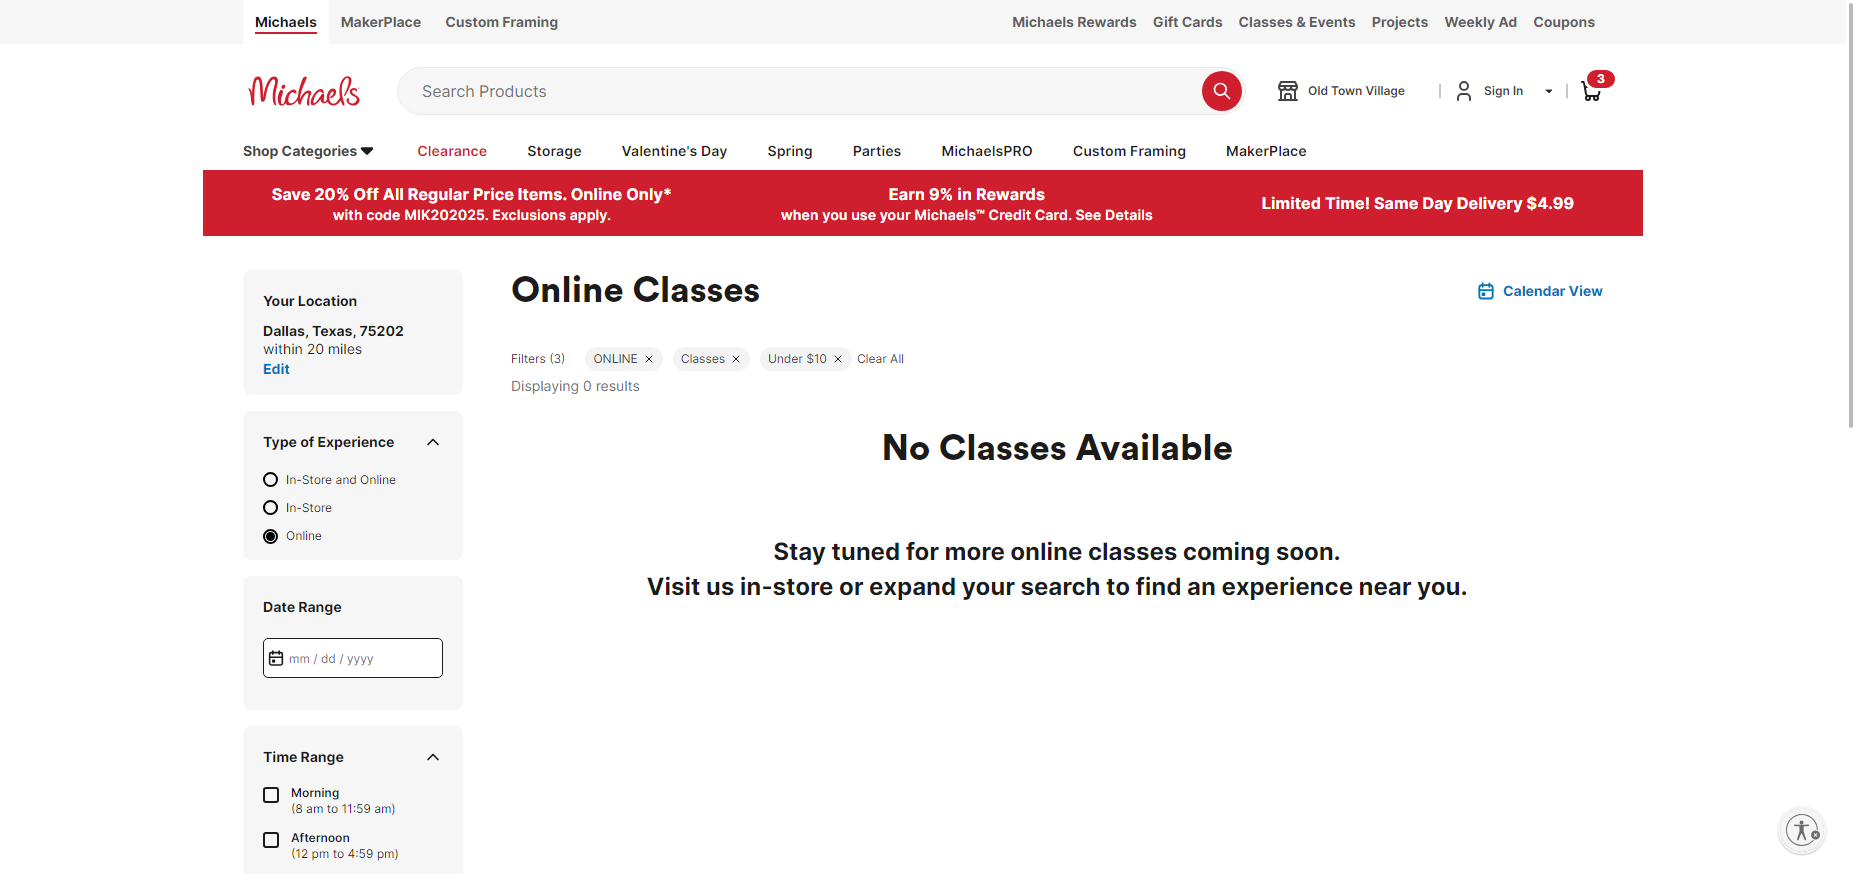 Michaels MakerPlace Custom Framing Michaels Rewards Gift Cards Classes & Events Projects Weekly Ad Coupons
Michaels Search Products Old Town Village Sign In 3
Shop Categories Clearance Storage Valentine's Day Spring Parties MichaelsPRO Custom Framing MakerPlace
Save 20% Off All Regular Price Items. Online Only*
with code MIK202025. Exclusions apply.
Earn 9% in Rewards
when you use your Michaels™ Credit Card. See Details
Limited Time! Same Day Delivery $4.99
Your Location
Dallas, Texas, 75202
within 20 miles
Edit
Type of Experience
In-Store and Online
In-Store
Online
Date Range
mm / dd / yyyy
Time Range
Morning
(8 am to 11:59 am)
Afternoon
(12 pm to 4:59 pm)
Online Classes
Calendar View
Filters (3) ONLINE Classes Under $10 Clear All
Displaying 0 results
No Classes Available
Stay tuned for more online classes coming soon.
Visit us in-store or expand your search to find an experience near you.